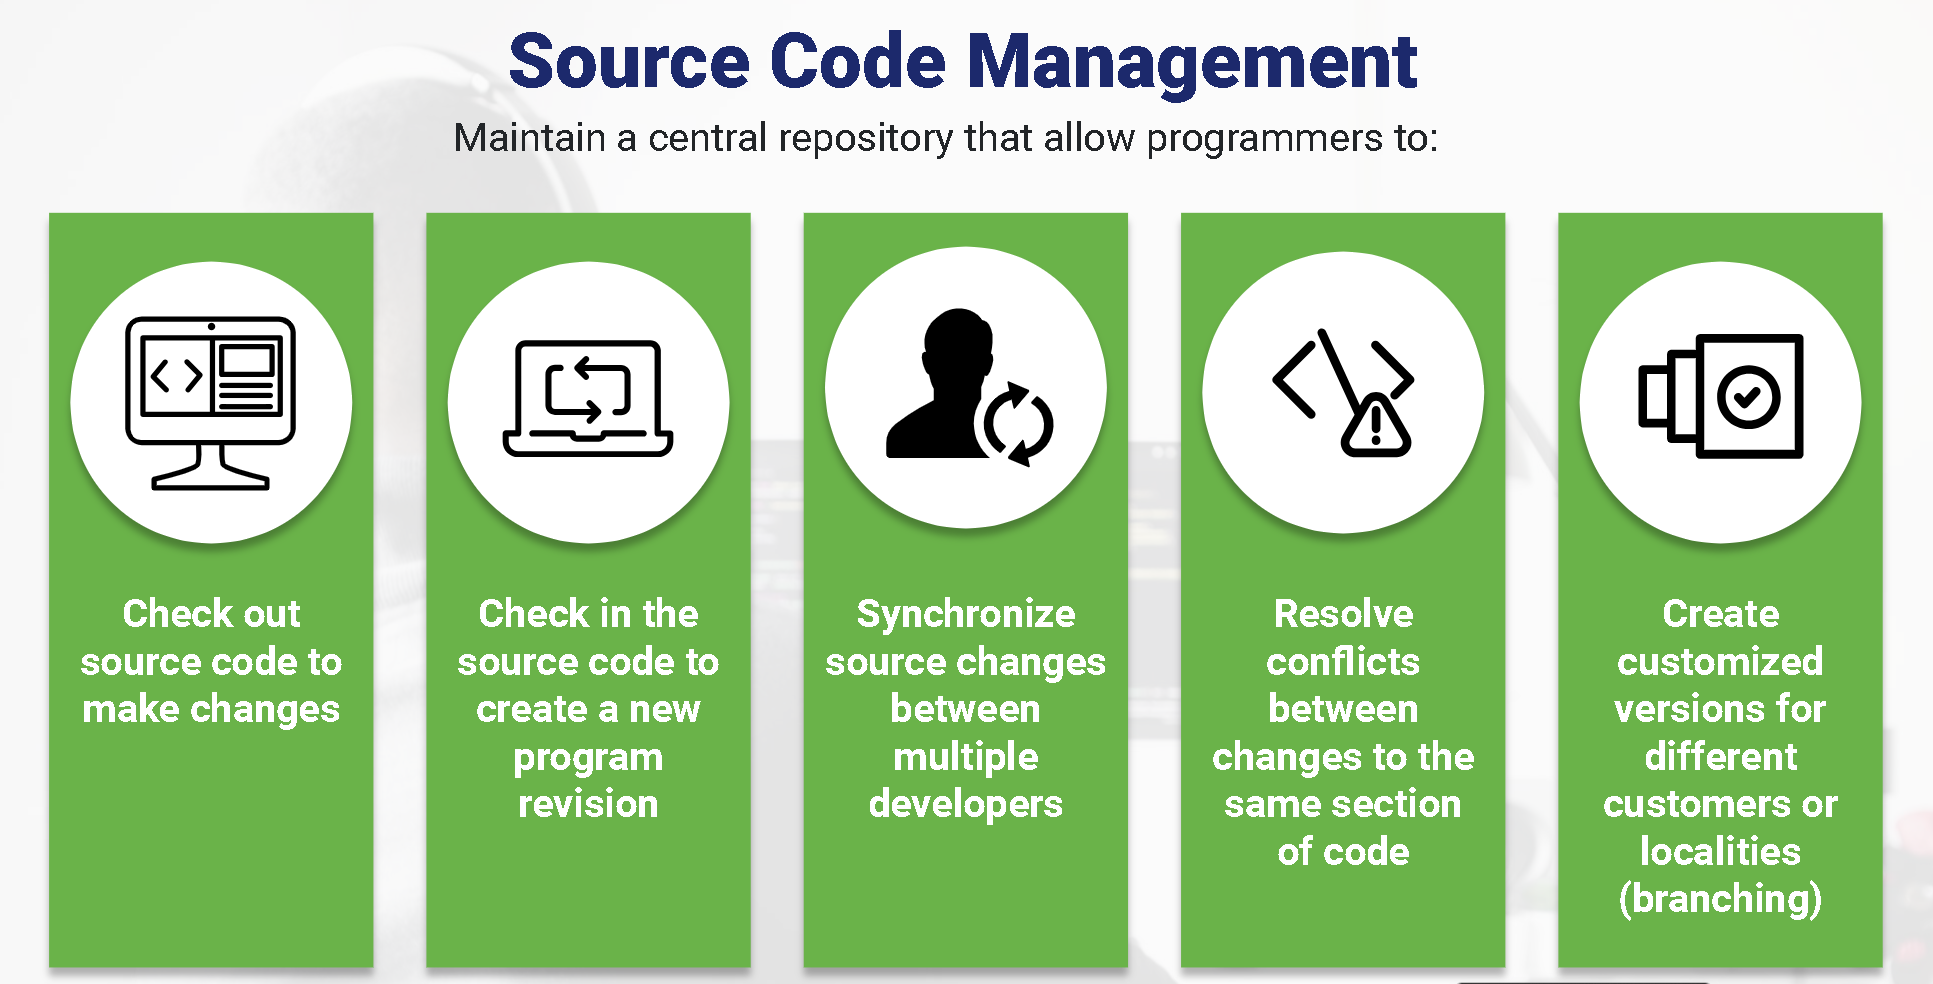 Source Code Management
Maintain a central repository that allow programmers to:
Check out
source code to
make changes
Check in the
source code to
create a new
program
revision
Synchronize
source changes
between
multiple
developers
Resolve
conflicts
between
changes to the
same section
of code
Create
customized
versions for
different
customers or
localities
(branching)